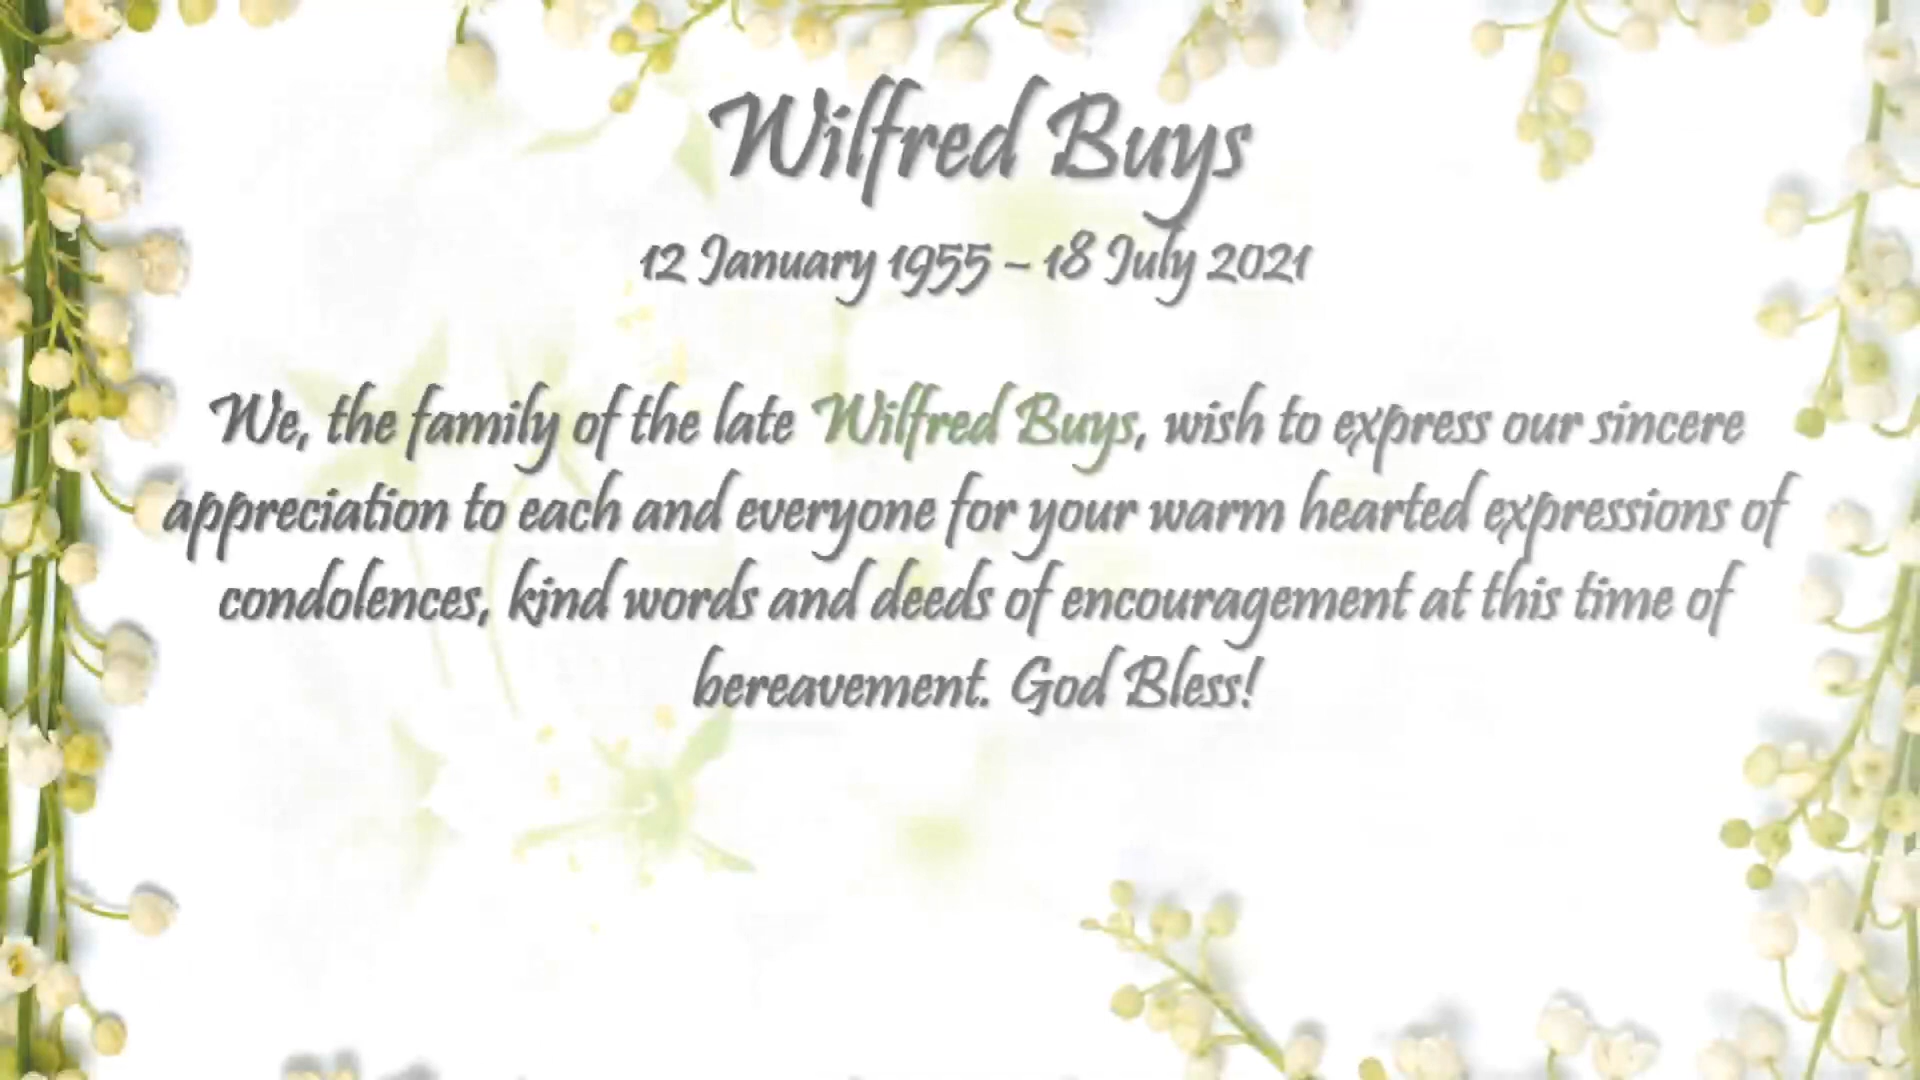 Wilfred Buys
12 January 1955 – 18 July 2021
We, the family of the late Wilfred Buys, wish to express our sincere
appreciation to each and everyone for your warm hearted expressions of
condolences, kind words and deeds of encouragement at this time of
bereavement. God Bless!